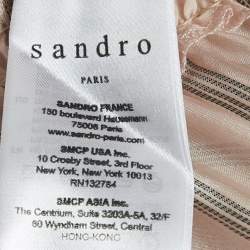 sandro
PARIS
SANDRO FRANCE
150 boulevard Haussmann
75008 Paris
www.sandro-paris.com
SMCP USA Inc.
10 Crosby Street, 3rd Floor
New York, New York 10013
RN132784
SMCP ASIA Inc.
The Centrium, Suite 3203A-5A, 32/F
60 Wyndham Street, Central
HONG-KONG